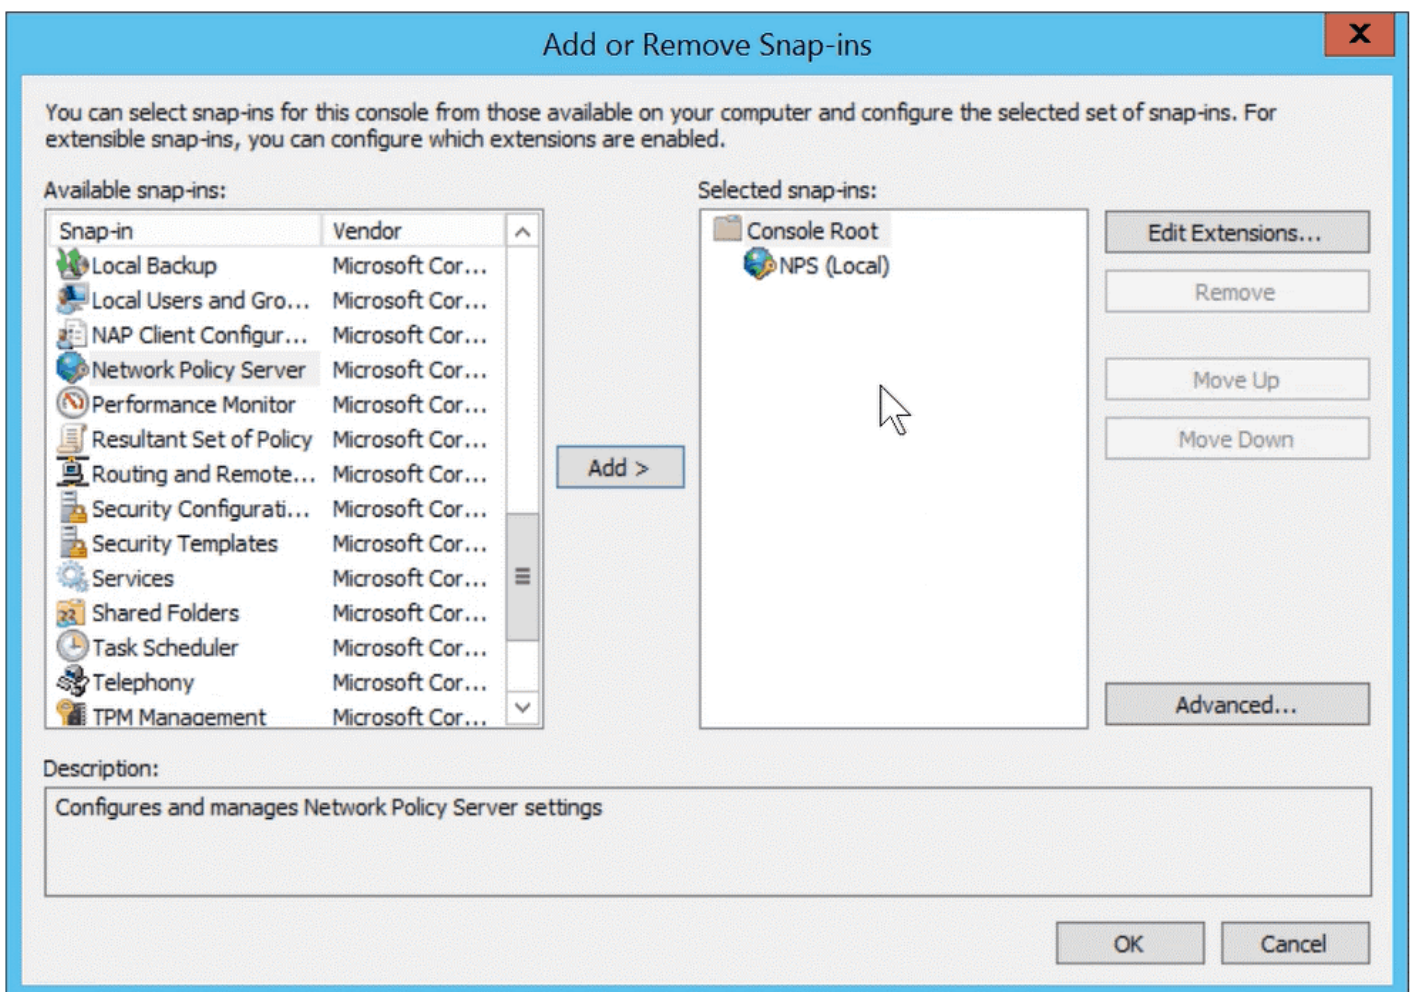 Add or Remove Snap-ins
X
You can select snap-ins for this console from those available on your computer and configure the selected set of snap-ins. For
extensible snap-ins, you can configure which extensions are enabled.
Available snap-ins:
Snap-in Vendor
Local Backup Microsoft Cor...
Local Users and Gro... Microsoft Cor...
NAP Client Configur... Microsoft Cor...
Network Policy Server Microsoft Cor...
Performance Monitor Microsoft Cor...
Resultant Set of Policy Microsoft Cor...
Routing and Remote... Microsoft Cor...
Security Configurati... Microsoft Cor...
Security Templates Microsoft Cor...
Services Microsoft Cor...
Shared Folders Microsoft Cor...
Task Scheduler Microsoft Cor...
Telephony Microsoft Cor...
TPM Management Microsoft Cor...
Add >
Selected snap-ins:
Console Root
NPS (Local)
Edit Extensions...
Remove
Move Up
Move Down
Advanced...
Description:
Configures and manages Network Policy Server settings
OK
Cancel